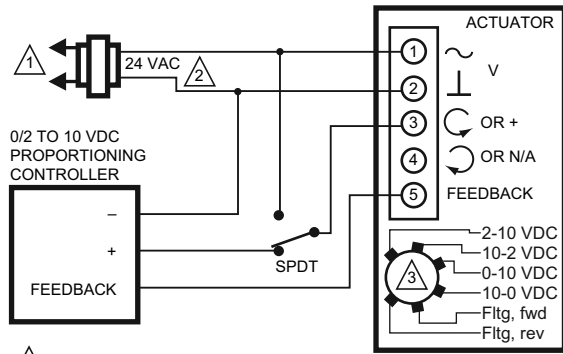 ACTUATOR
1
24 VAC
2
1
V
2
3
OR +
4
OR N/A
5
FEEDBACK
0/2 TO 10 VDC
PROPORTIONING
CONTROLLER
–
+
FEEDBACK
SPDT
3
2-10 VDC
10-2 VDC
0-10 VDC
10-0 VDC
Fltg, fwd
Fltg, rev